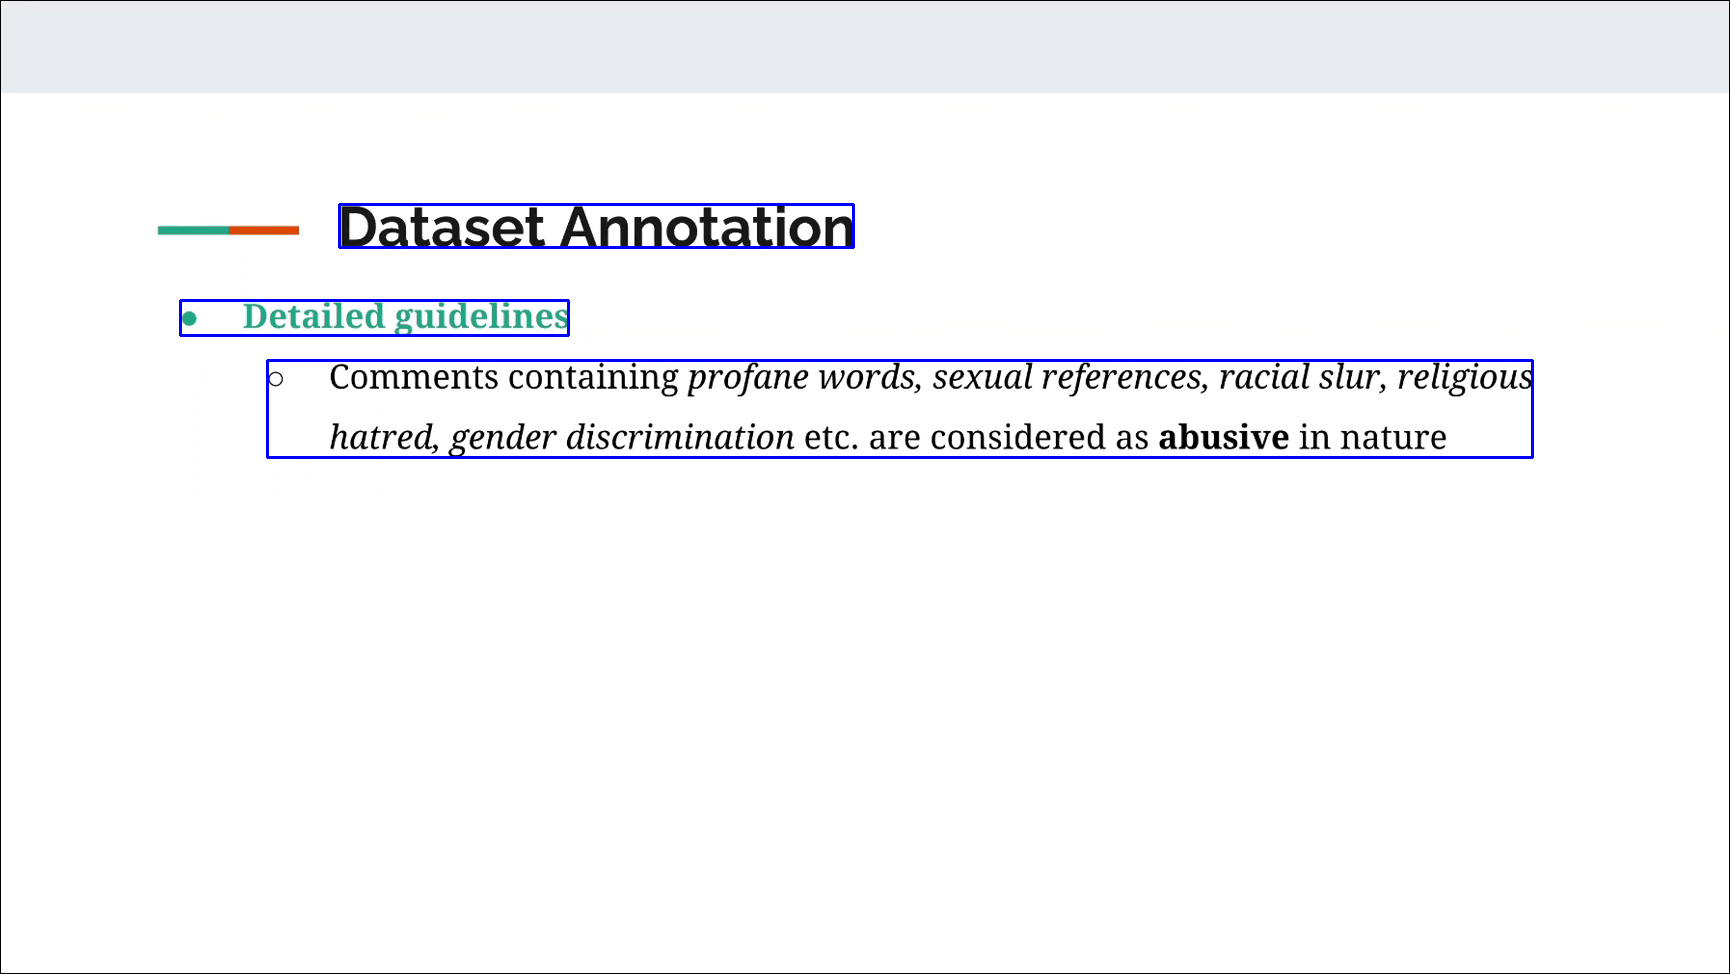 Dataset Annotation
● Detailed guidelines
○ Comments containing profane words, sexual references, racial slur, religious
hatred, gender discrimination etc. are considered as abusive in nature